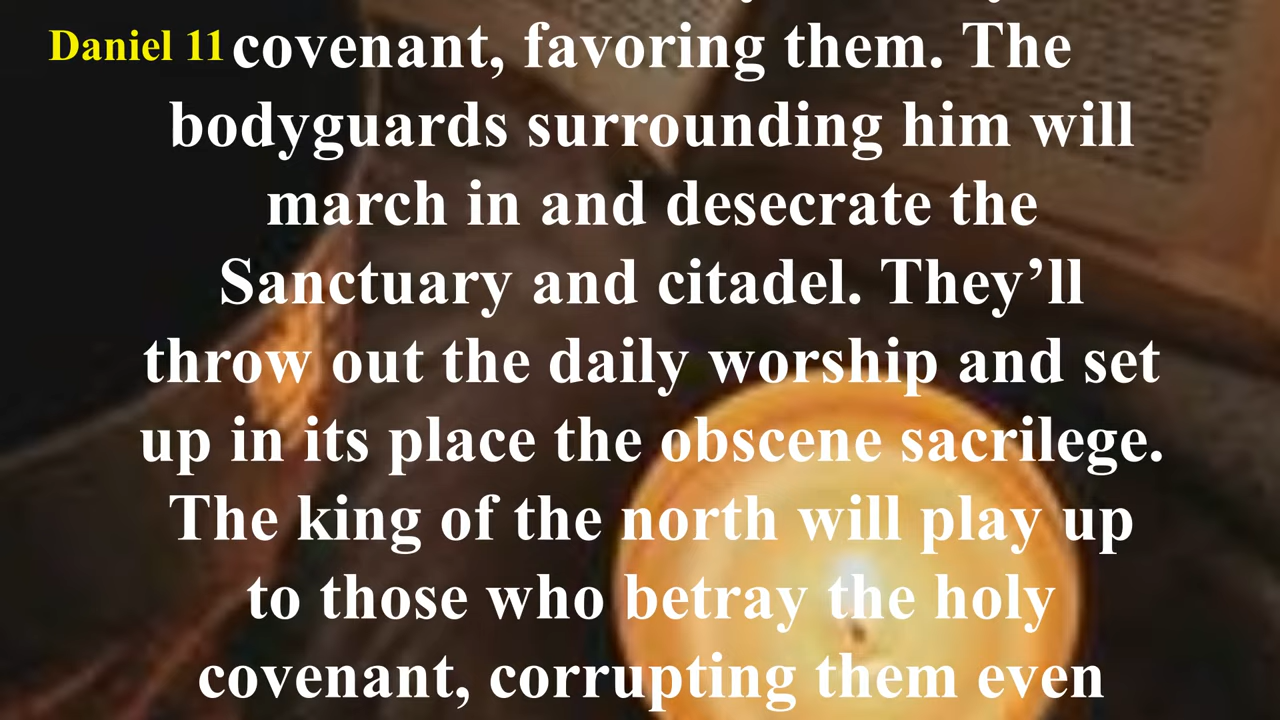 Daniel 11
covenant, favoring them. The
bodyguards surrounding him will
march in and desecrate the
Sanctuary and citadel. They’ll
throw out the daily worship and set
up in its place the obscene sacrilege.
The king of the north will play up
to those who betray the holy
covenant, corrupting them even